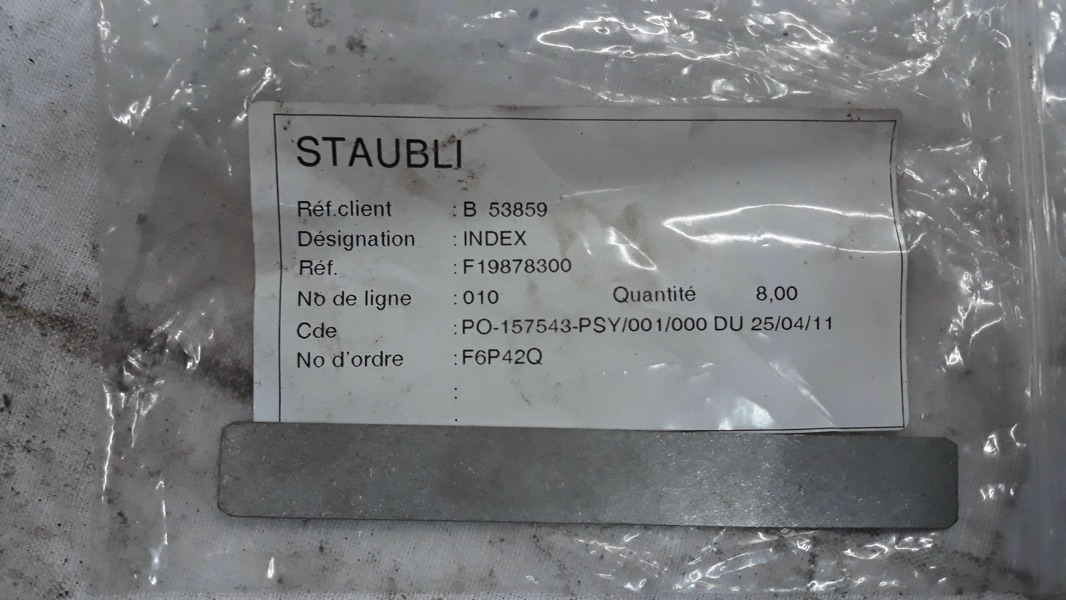 STAUBLI
Réf.client : B 53859
Désignation : INDEX
Réf. : F19878300
No de ligne : 010 Quantité 8,00
Cde : PO-157543-PSY/001/000 DU 25/04/11
No d'ordre : F6P42Q
:
: